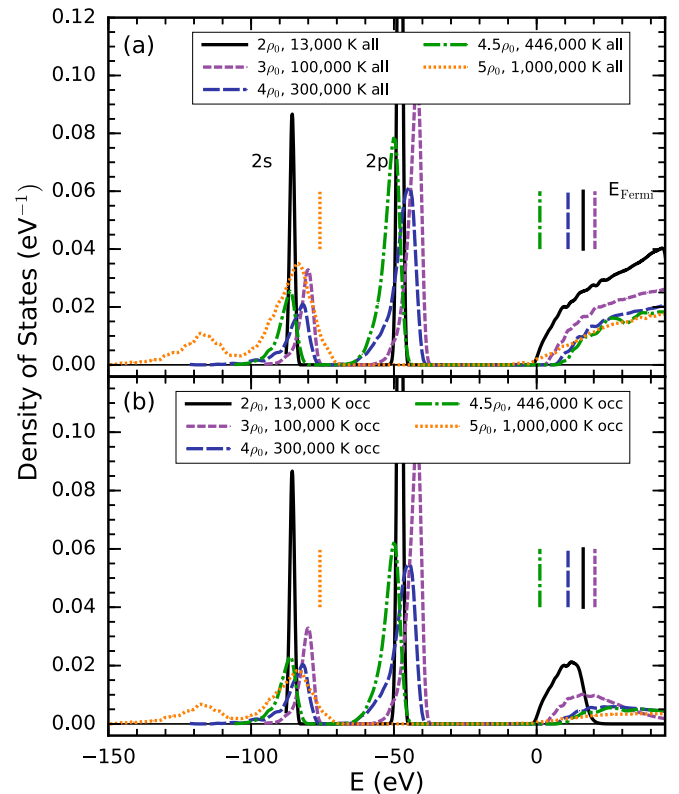 Density of States (eV⁻¹)
0.12
0.10
0.08
0.06
0.04
0.02
0.00
(a)
2ρ₀, 13,000 K all
3ρ₀, 100,000 K all
4ρ₀, 300,000 K all
4.5ρ₀, 446,000 K all
5ρ₀, 1,000,000 K all
2s
2p
E_Fermi
0.10
0.08
0.06
0.04
0.02
0.00
(b)
2ρ₀, 13,000 K occ
3ρ₀, 100,000 K occ
4ρ₀, 300,000 K occ
4.5ρ₀, 446,000 K occ
5ρ₀, 1,000,000 K occ
−150 −100 −50 0
E (eV)